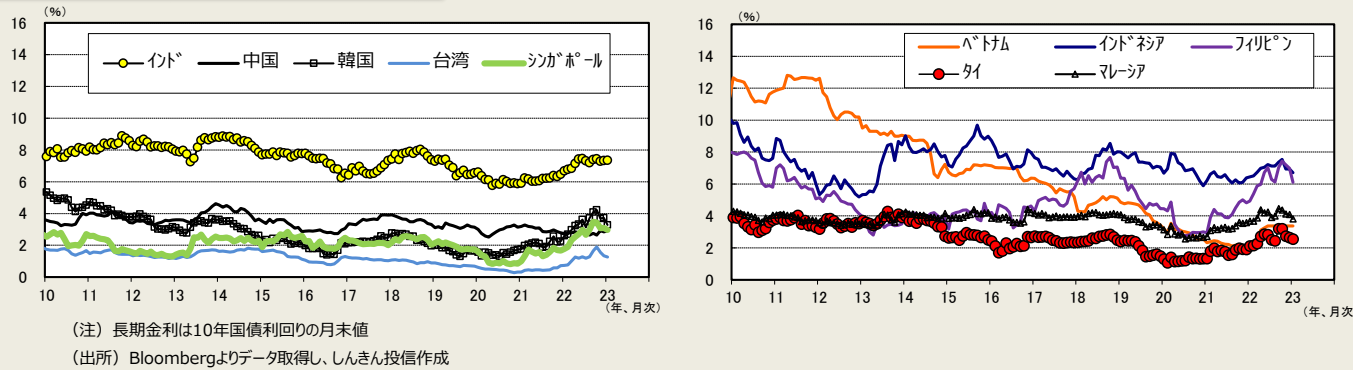 (%)
16
14
12
10
8
6
4
2
0
インド 中国 韓国 台湾 シンガポール
10 11 12 13 14 15 16 17 18 19 20 21 22 23
(年、月次)
(%)
16
14
12
10
8
6
4
2
0
ベトナム インドネシア フィリピン
タイ マレーシア
10 11 12 13 14 15 16 17 18 19 20 21 22 23
(年、月次)
(注)長期金利は10年国債利回りの月末値
(出所)Bloombergよりデータ取得し、しんきん投信作成